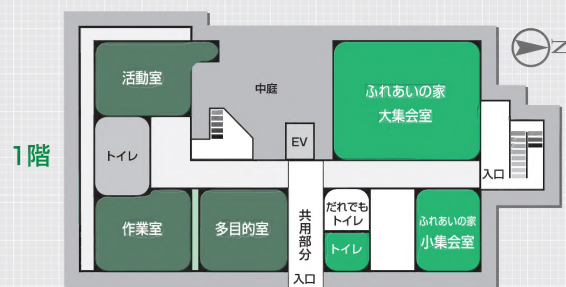 1階
活動室
中庭
ふれあいの家
大集会室
N
トイレ
EV
入口
作業室
多目的室
共用部分
入口
だれでも
トイレ
トイレ
ふれあいの家
小集会室